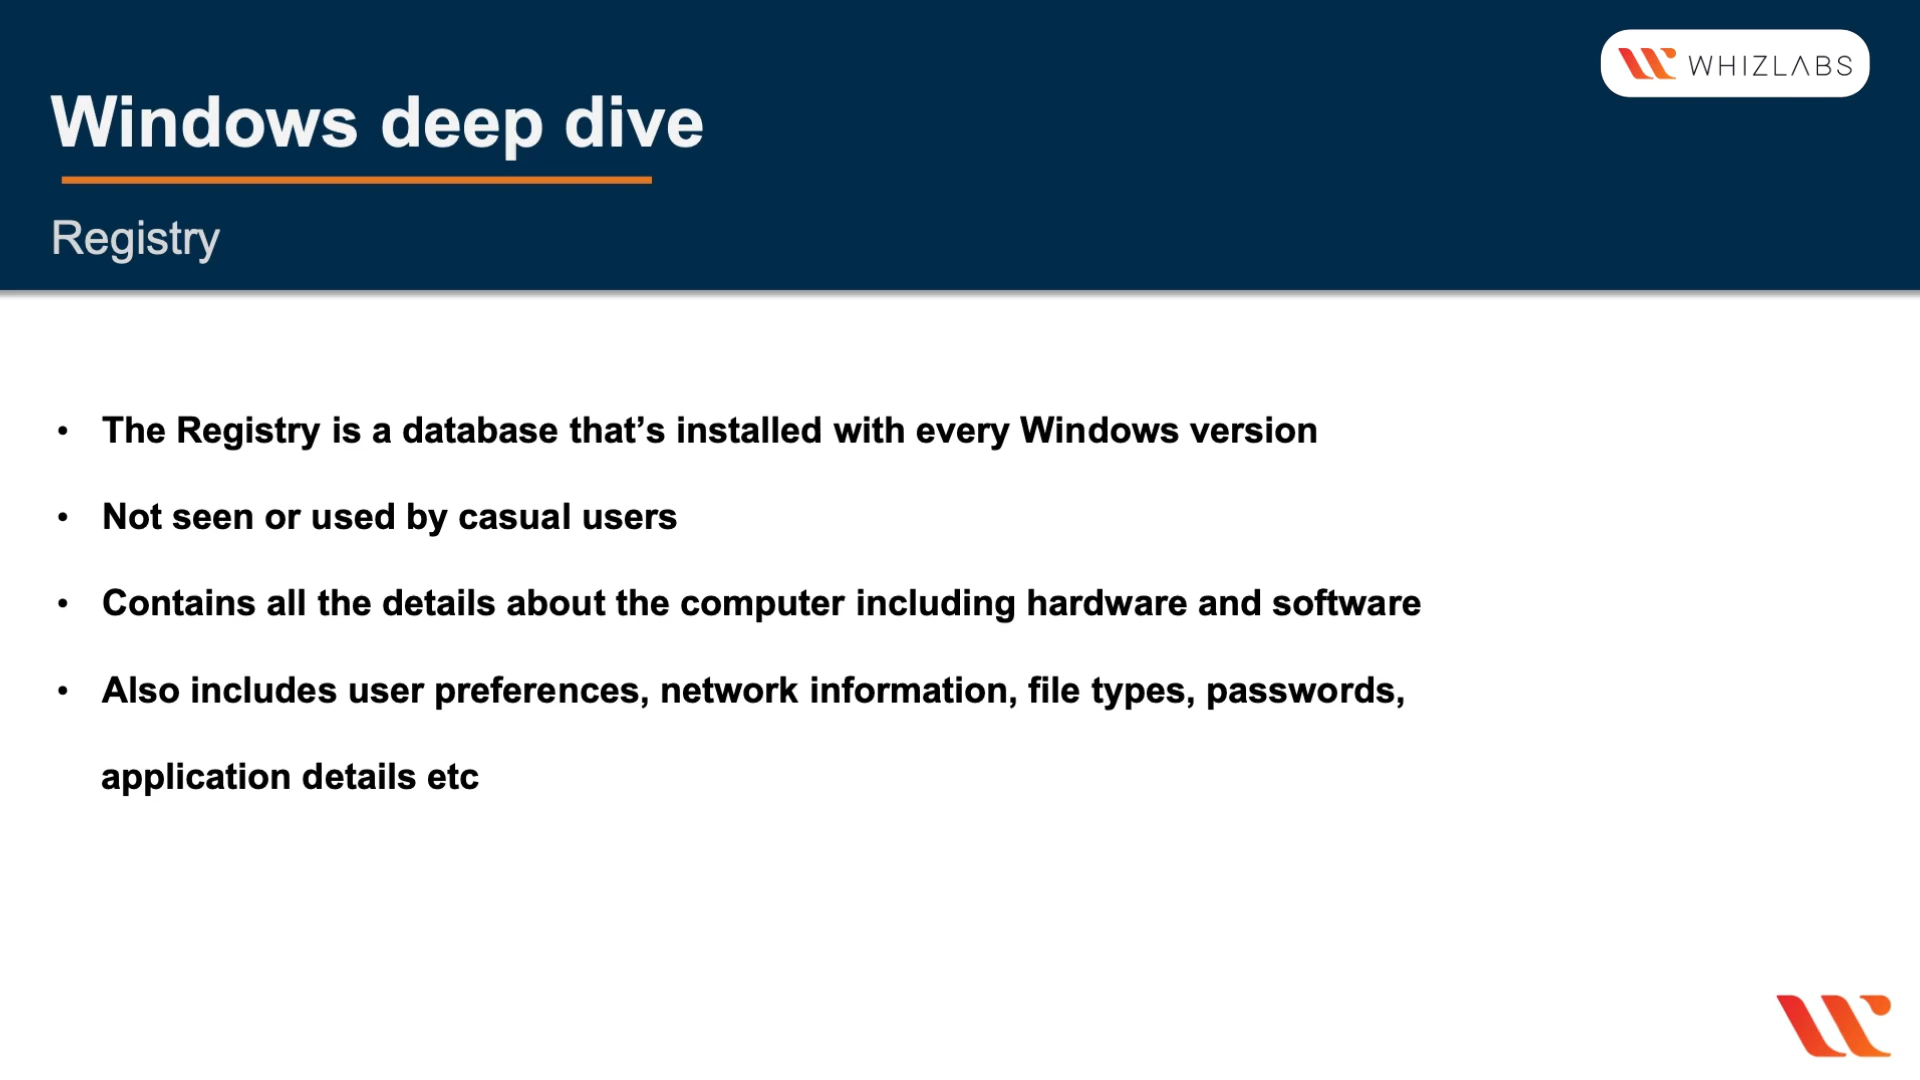 WHIZLABS
Windows deep dive
Registry
• The Registry is a database that’s installed with every Windows version
• Not seen or used by casual users
• Contains all the details about the computer including hardware and software
• Also includes user preferences, network information, file types, passwords,
application details etc